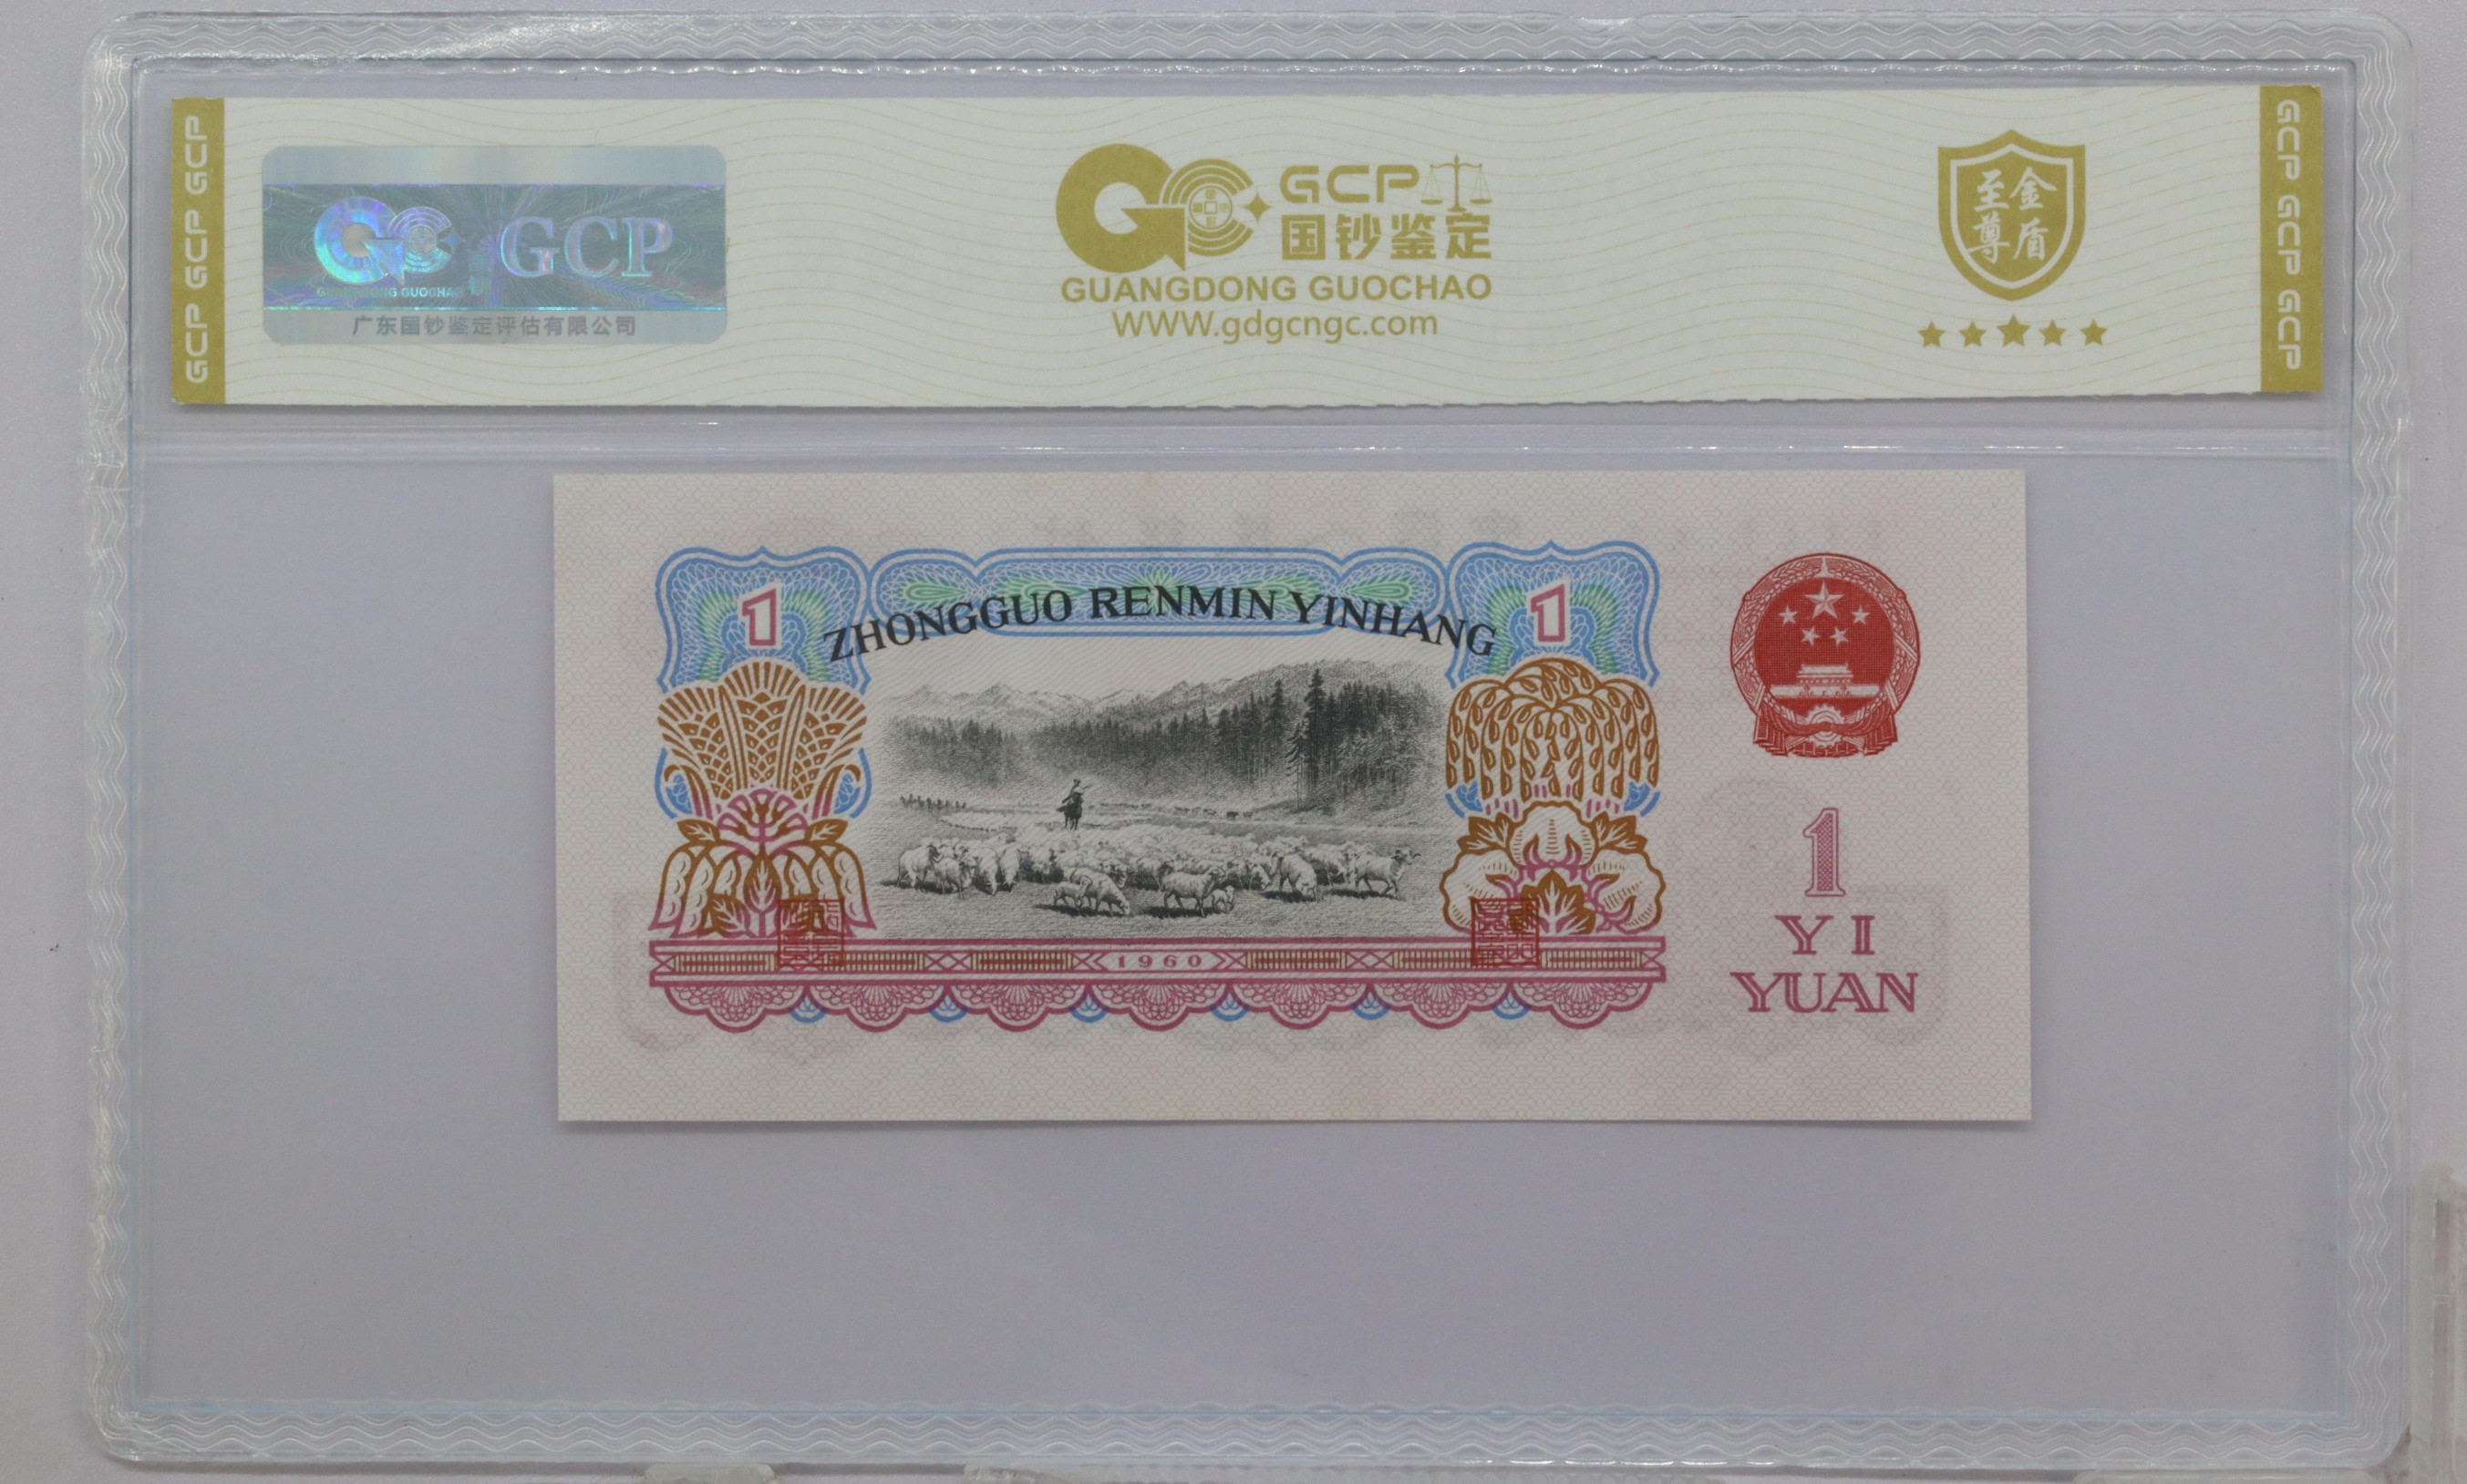 GCP GCP GCP
GCP
GUANGDONG GUOCHAO
广东国钞鉴定评估有限公司
GCP
国钞鉴定
GUANGDONG GUOCHAO
WWW.gdgcngc.com
金盾
至尊
GCP GCP GCP
ZHONGGUO RENMIN YINHANG
1
1
1960
1
YI
YUAN